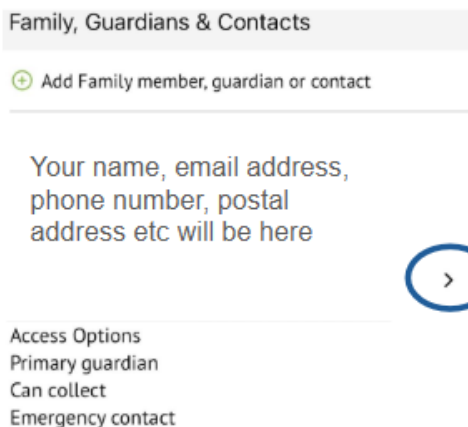 Family, Guardians & Contacts
Add Family member, guardian or contact
Your name, email address,
phone number, postal
address etc will be here
Access Options
Primary guardian
Can collect
Emergency contact